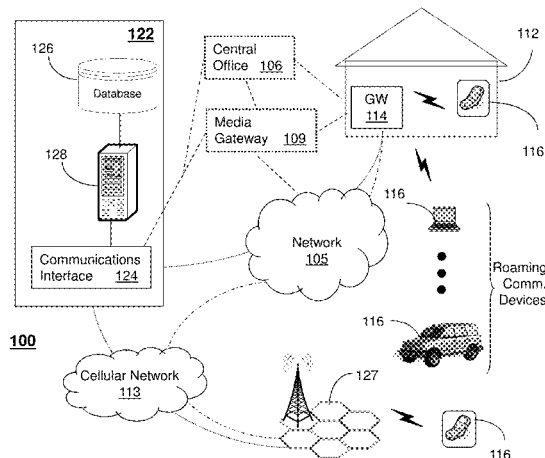 122
126
Database
128
Communications
Interface 124
100
Central
Office 106
Media
Gateway 109
GW
114
112
116
Network
105
116
Roaming
Comm.
Devices
116
Cellular Network
113
127
116